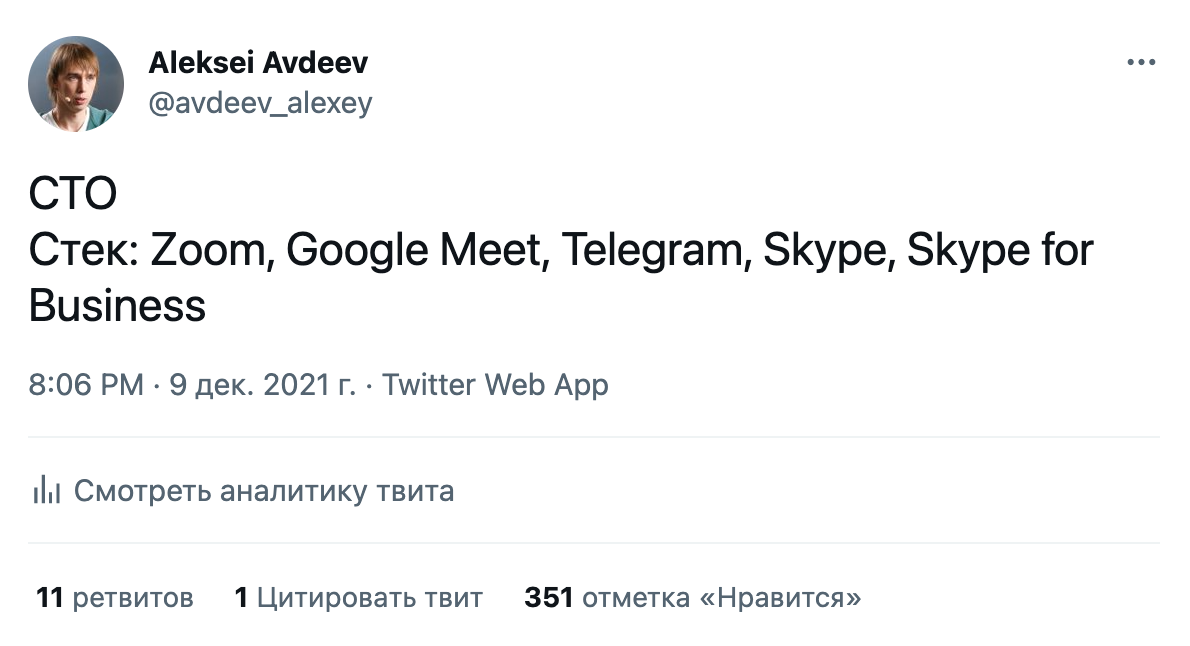 Aleksei Avdeev
@avdeev_alexey
CTO
Стек: Zoom, Google Meet, Telegram, Skype, Skype for
Business
8:06 PM · 9 дек. 2021 г. · Twitter Web App
Смотреть аналитику твита
11 ретвитов 1 Цитировать твит 351 отметка «Нравится»